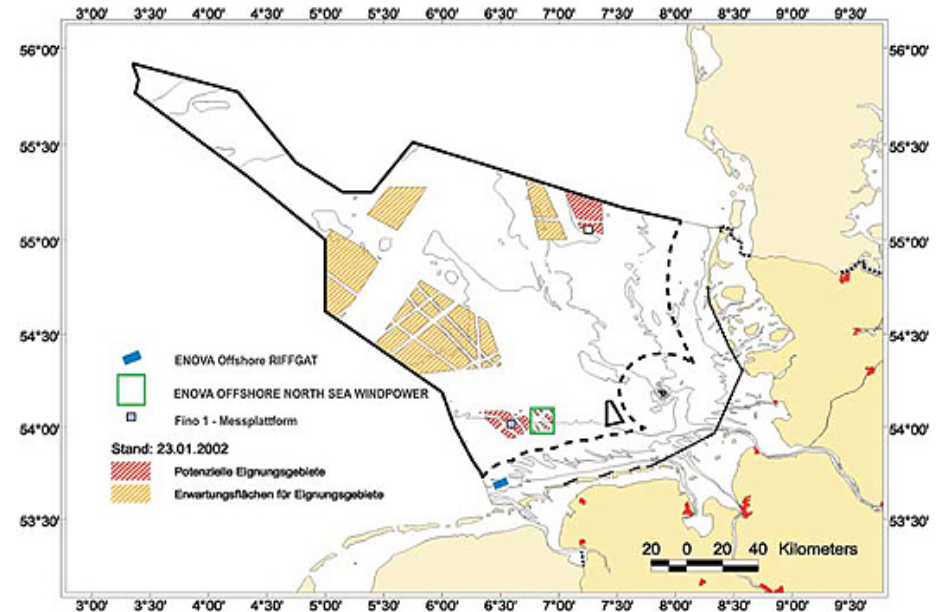 3°00' 3°30' 4°00' 4°30' 5°00' 5°30' 6°00' 6°30' 7°00' 7°30' 8°00' 8°30' 9°00' 9°30'
56°00' 56°00'
55°30' 55°30'
55°00' 55°00'
54°30' 54°30'
ENOVA Offshore RIFFGAT
ENOVA OFFSHORE NORTH SEA WINDPOWER
Fino 1 - Messplattform
54°00' 54°00'
Stand: 23.01.2002
Potenzielle Eignungsgebiete
Erwartungsflächen für Eignungsgebiete
53°30' 53°30'
20 0 20 40 Kilometers
3°00' 3°30' 4°00' 4°30' 5°00' 5°30' 6°00' 6°30' 7°00' 7°30' 8°00' 8°30' 9°00' 9°30'